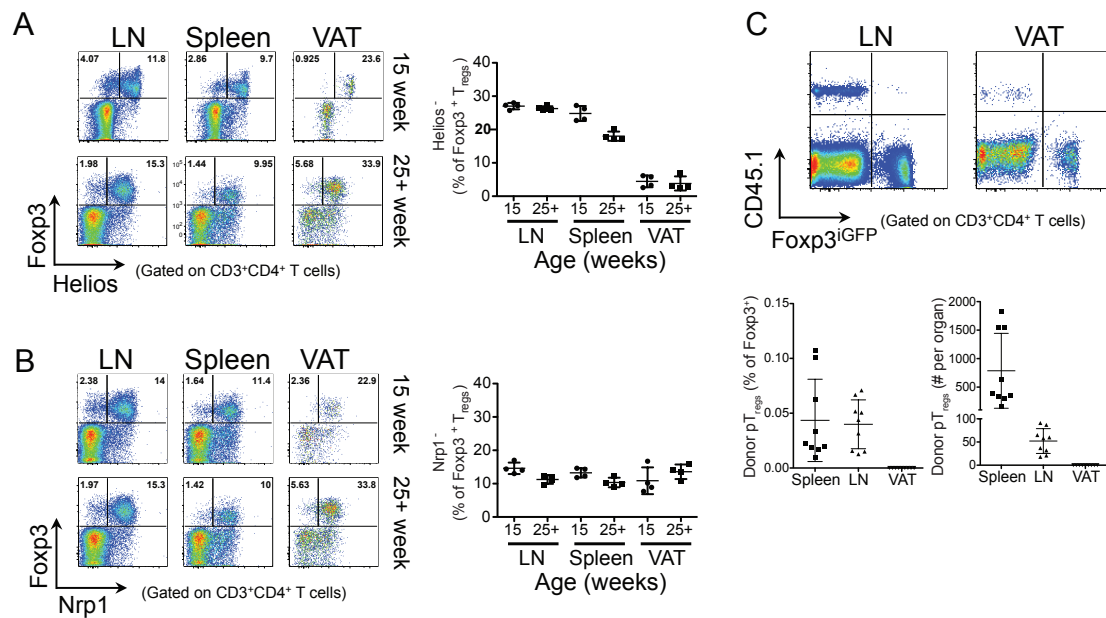 A
LN Spleen VAT
4.07 11.8 2.86 9.7 0.925 23.6
15 week
1.98 15.3 1.44 9.95 5.68 33.9
10⁵
10⁴
10³
10²
0
25+ week
Foxp3
Helios
(Gated on CD3⁺CD4⁺ T cells)
Helios⁻
(% of Foxp3⁺ Tregs)
40
30
20
10
0
15 25+ 15 25+ 15 25+
LN Spleen VAT
Age (weeks)
B
LN Spleen VAT
2.38 14 1.64 11.4 2.36 22.9
15 week
1.97 15.3 1.42 10 5.63 33.8
25+ week
Foxp3
Nrp1
(Gated on CD3⁺CD4⁺ T cells)
Nrp1⁻
(% of Foxp3⁺ Tregs)
40
30
20
10
0
15 25+ 15 25+ 15 25+
LN Spleen VAT
Age (weeks)
C
LN VAT
CD45.1
Foxp3iGFP
(Gated on CD3⁺CD4⁺ T cells)
Donor pTregs (% of Foxp3⁺)
0.15
0.10
0.05
0.00
Spleen LN VAT
Donor pTregs (# per organ)
2000
1500
1000
500
100
50
0
Spleen LN VAT